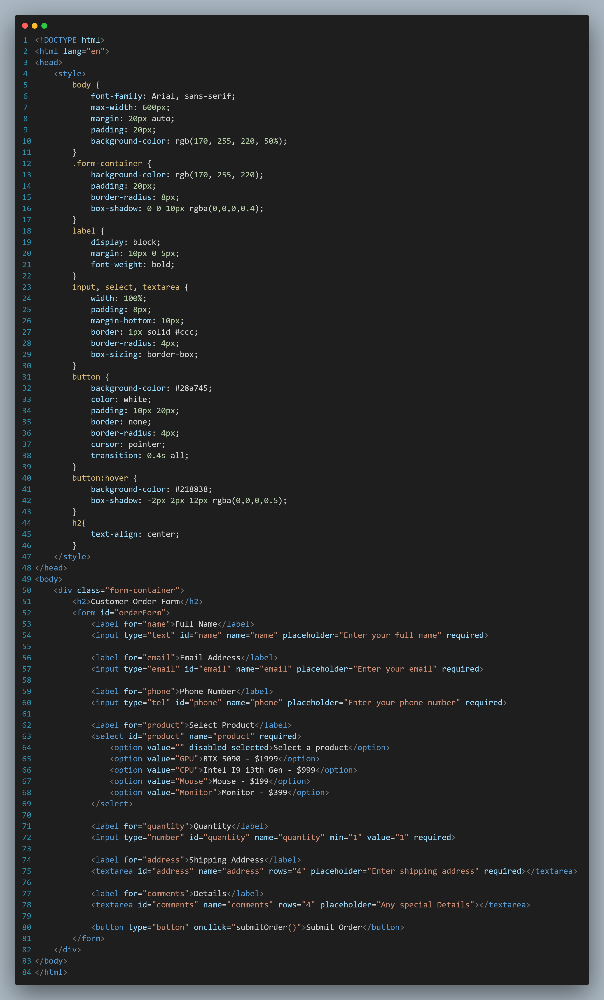 1 <!DOCTYPE html>
2 <html lang="en">
3 <head>
4     <style>
5         body {
6             font-family: Arial, sans-serif;
7             max-width: 600px;
8             margin: 20px auto;
9             padding: 20px;
10             background-color: rgb(170, 255, 220, 50%);
11         }
12         .form-container {
13             background-color: rgb(170, 255, 220);
14             padding: 20px;
15             border-radius: 8px;
16             box-shadow: 0 0 10px rgba(0,0,0,0.4);
17         }
18         label {
19             display: block;
20             margin: 10px 0 5px;
21             font-weight: bold;
22         }
23         input, select, textarea {
24             width: 100%;
25             padding: 8px;
26             margin-bottom: 10px;
27             border: 1px solid #ccc;
28             border-radius: 4px;
29             box-sizing: border-box;
30         }
31         button {
32             background-color: #28a745;
33             color: white;
34             padding: 10px 20px;
35             border: none;
36             border-radius: 4px;
37             cursor: pointer;
38             transition: 0.4s all;
39         }
40         button:hover {
41             background-color: #218838;
42             box-shadow: -2px 2px 12px rgba(0,0,0,0.5);
43         }
44         h2{
45             text-align: center;
46         }
47     </style>
48 </head>
49 <body>
50     <div class="form-container">
51         <h2>Customer Order Form</h2>
52         <form id="orderForm">
53             <label for="name">Full Name</label>
54             <input type="text" id="name" name="name" placeholder="Enter your full name" required>
55
56             <label for="email">Email Address</label>
57             <input type="email" id="email" name="email" placeholder="Enter your email" required>
58
59             <label for="phone">Phone Number</label>
60             <input type="tel" id="phone" name="phone" placeholder="Enter your phone number" required>
61
62             <label for="product">Select Product</label>
63             <select id="product" name="product" required>
64                 <option value="" disabled selected>Select a product</option>
65                 <option value="GPU">RTX 5090 - $1999</option>
66                 <option value="CPU">Intel I9 13th Gen - $999</option>
67                 <option value="Mouse">Mouse - $199</option>
68                 <option value="Monitor">Monitor - $399</option>
69             </select>
70
71             <label for="quantity">Quantity</label>
72             <input type="number" id="quantity" name="quantity" min="1" value="1" required>
73
74             <label for="address">Shipping Address</label>
75             <textarea id="address" name="address" rows="4" placeholder="Enter shipping address" required></textarea>
76
77             <label for="comments">Details</label>
78             <textarea id="comments" name="comments" rows="4" placeholder="Any special Details"></textarea>
79
80             <button type="button" onclick="submitOrder()">Submit Order</button>
81         </form>
82     </div>
83 </body>
84 </html>